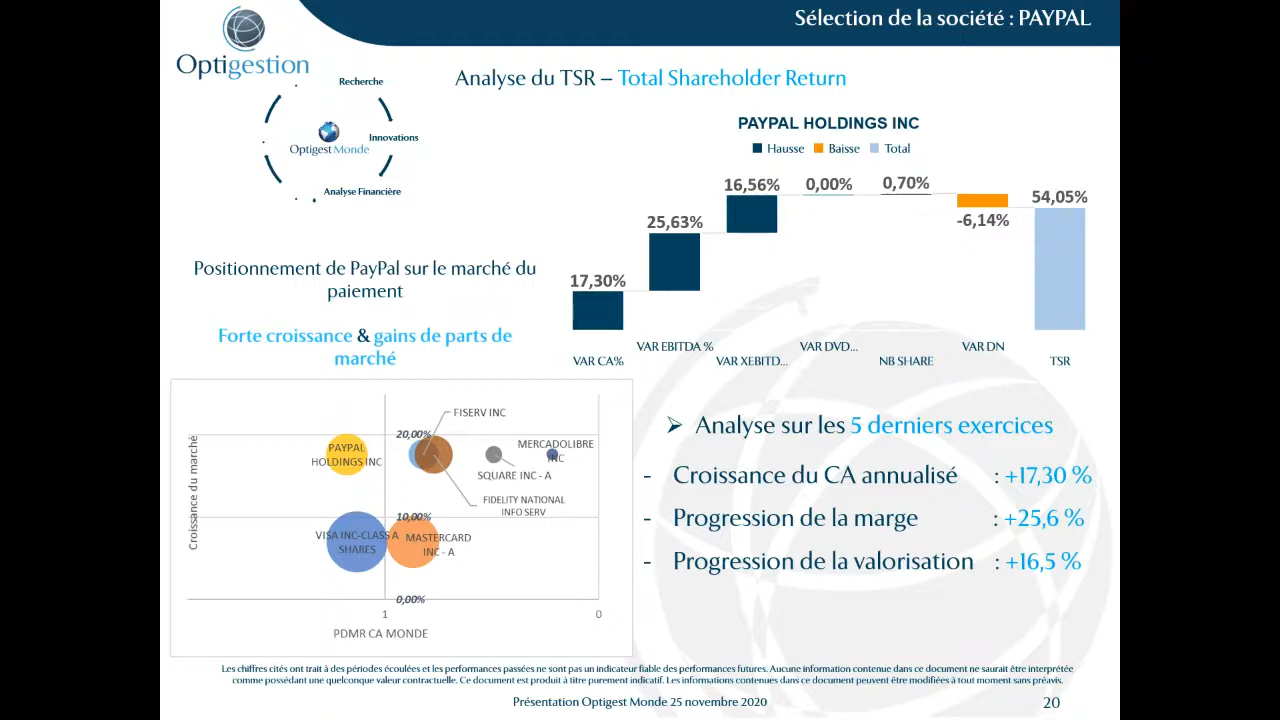 Sélection de la société : PAYPAL
Optigestion
Recherche
Innovations
Optigest Monde
Analyse Financière
Analyse du TSR – Total Shareholder Return
PAYPAL HOLDINGS INC
Hausse Baisse Total
17,30%
25,63%
16,56%
0,00%
0,70%
-6,14%
54,05%
VAR CA%
VAR EBITDA %
VAR XEBITD...
VAR DVD...
NB SHARE
VAR DN
TSR
Positionnement de PayPal sur le marché du
paiement
Forte croissance & gains de parts de
marché
Croissance du marché
20,00%
10,00%
0,00%
1
0
PDMR CA MONDE
PAYPAL
HOLDINGS INC
FISERV INC
MERCADOLIBRE
INC
SQUARE INC - A
FIDELITY NATIONAL
INFO SERV
VISA INC-CLASS A
SHARES
MASTERCARD
INC - A
➢ Analyse sur les 5 derniers exercices
- Croissance du CA annualisé : +17,30 %
- Progression de la marge : +25,6 %
- Progression de la valorisation : +16,5 %
Les chiffres cités ont trait à des périodes écoulées et les performances passées ne sont pas un indicateur fiable des performances futures. Aucune information contenue dans ce document ne saurait être interprétée
comme possédant une quelconque valeur contractuelle. Ce document est produit à titre purement indicatif. Les informations contenues dans ce document peuvent être modifiées à tout moment sans préavis.
Présentation Optigest Monde 25 novembre 2020
20